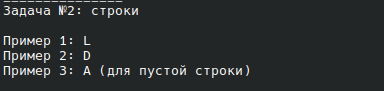 Задача №2: строки
Пример 1: L
Пример 2: D
Пример 3: A (для пустой строки)